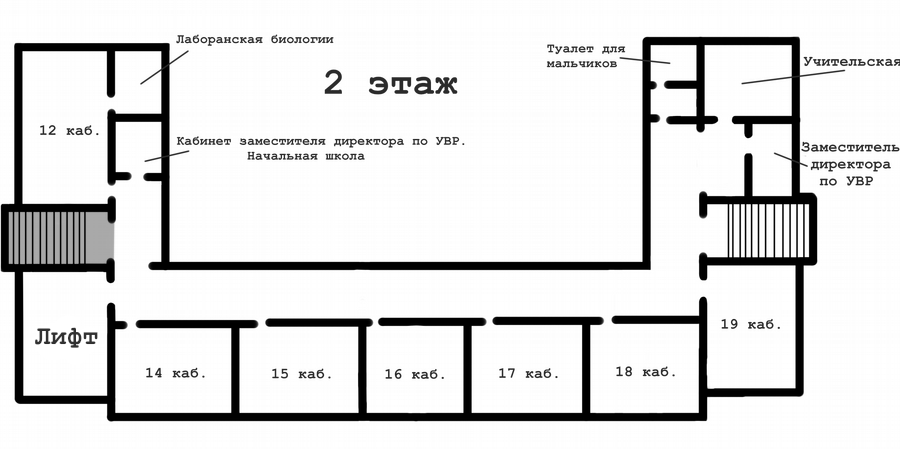 Лаборанская биологии
2 этаж
Туалет для
мальчиков
Учительская
12 каб.
Кабинет заместителя директора по УВР.
Начальная школа
Заместитель
директора
по УВР
Лифт
19 каб.
14 каб.
15 каб.
16 каб.
17 каб.
18 каб.